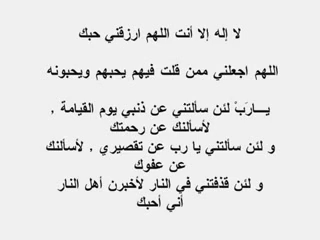 لا إله إلا أنت اللهم ارزقني حبك
اللهم اجعلني ممن قلت فيهم يحبهم ويحبونه
يـــارَبْ لئن سألتني عن ذنبي يوم القيامة ,
لأسألنك عن رحمتك
و لئن سألتني يا رب عن تقصيري , لأسألنك
عن عفوك
و لئن قذفتني في النار لأخبرن أهل النار
أني أحبك